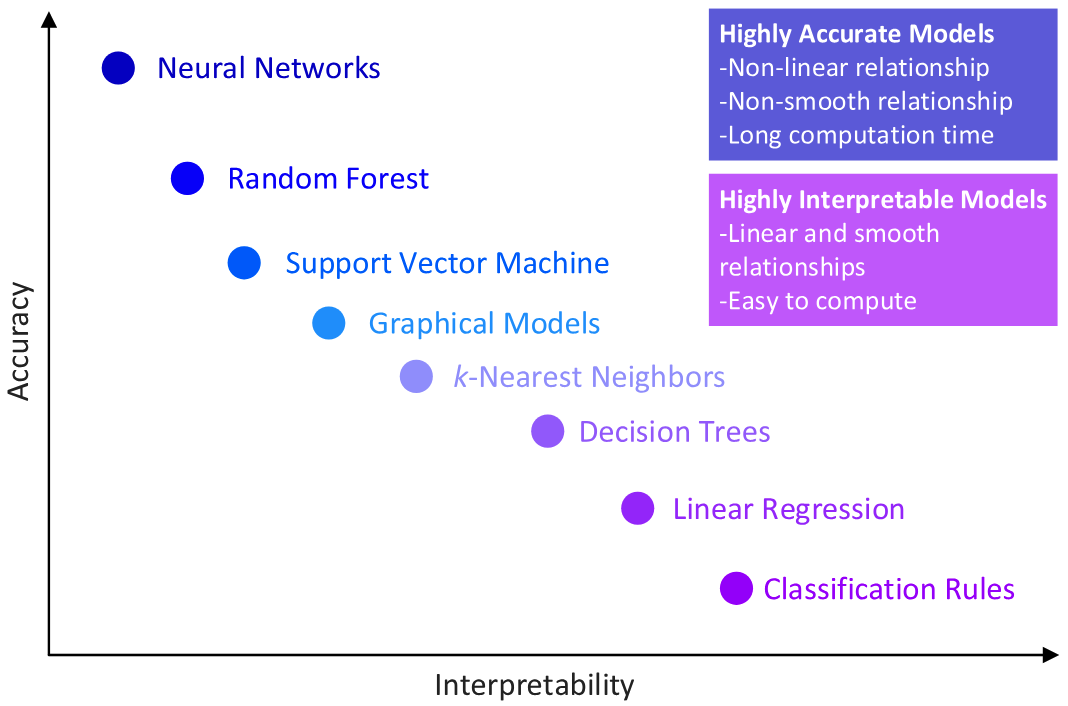 Highly Accurate Models
-Non-linear relationship
-Non-smooth relationship
-Long computation time
Highly Interpretable Models
-Linear and smooth
relationships
-Easy to compute
Neural Networks
Random Forest
Support Vector Machine
Graphical Models
k-Nearest Neighbors
Decision Trees
Linear Regression
Classification Rules
Accuracy
Interpretability